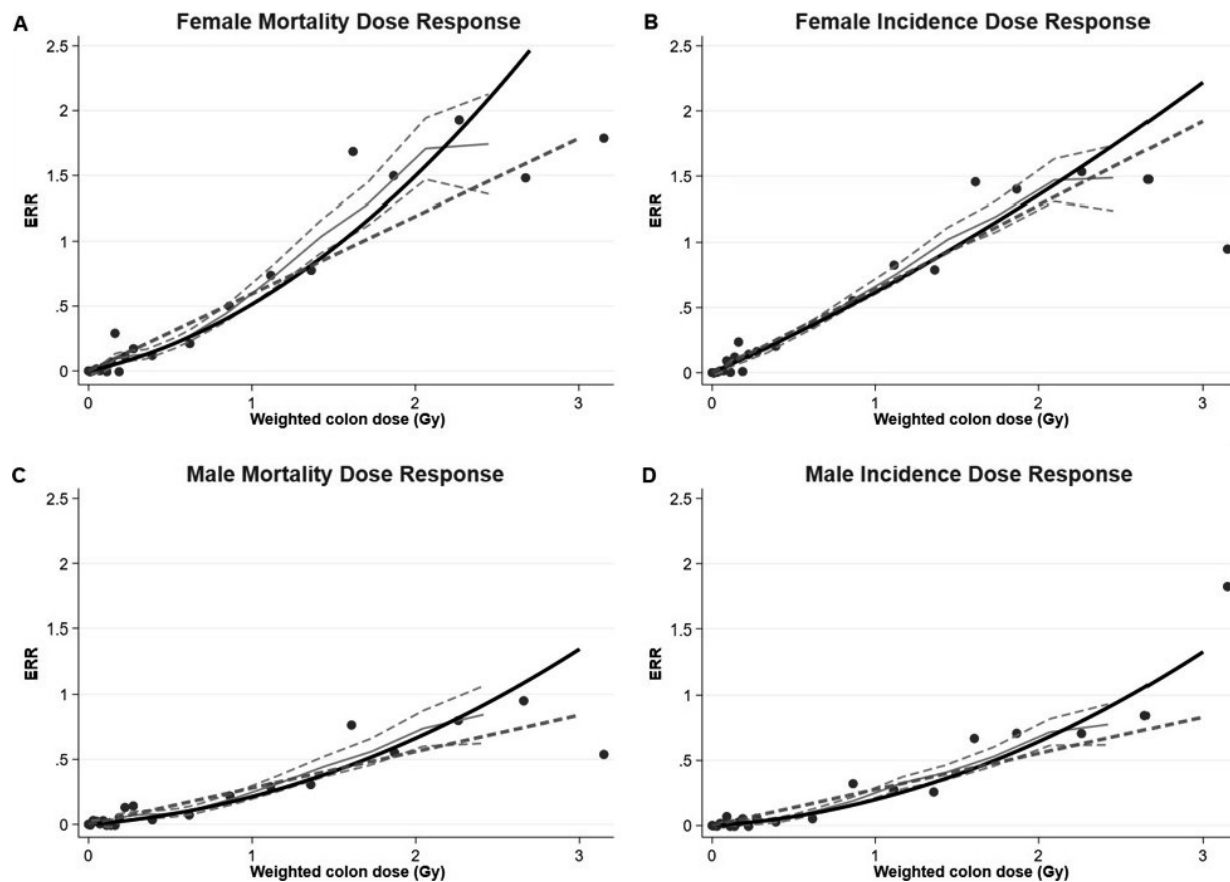 A
Female Mortality Dose Response
2.5
2
1.5
1
.5
0
ERR
0 1 2 3
Weighted colon dose (Gy)
B
Female Incidence Dose Response
2.5
2
1.5
1
.5
0
ERR
0 1 2 3
Weighted colon dose (Gy)
C
Male Mortality Dose Response
2.5
2
1.5
1
.5
0
ERR
0 1 2 3
Weighted colon dose (Gy)
D
Male Incidence Dose Response
2.5
2
1.5
1
.5
0
ERR
0 1 2 3
Weighted colon dose (Gy)